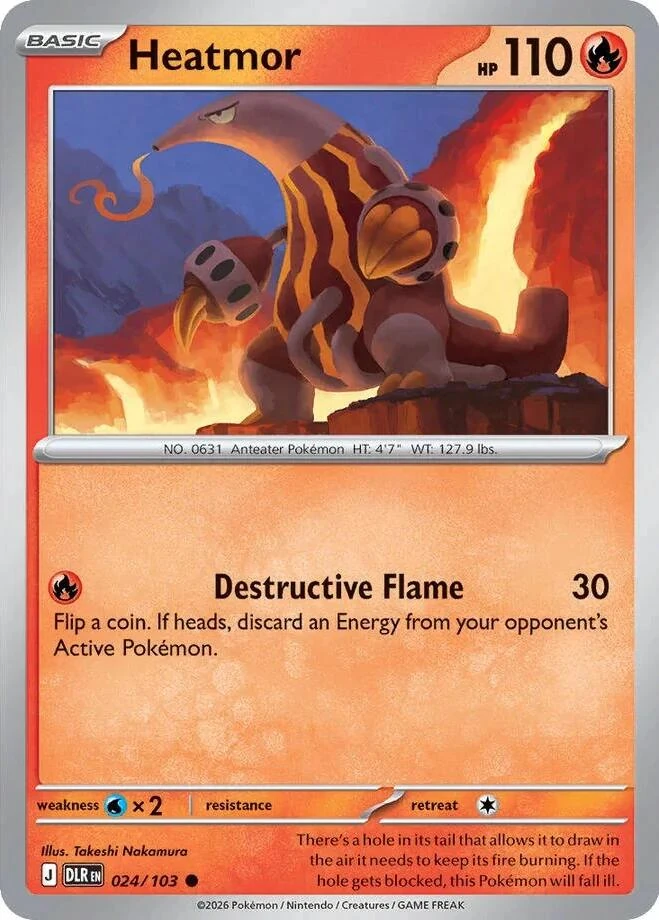 BASIC
Heatmor
HP 110
NO. 0631 Anteater Pokémon HT: 4'7" WT: 127.9 lbs.
Destructive Flame 30
Flip a coin. If heads, discard an Energy from your opponent's
Active Pokémon.
weakness ×2 resistance retreat
Illus. Takeshi Nakamura
There's a hole in its tail that allows it to draw in
the air it needs to keep its fire burning. If the
hole gets blocked, this Pokémon will fall ill.
J DLR EN 024/103
©2026 Pokémon / Nintendo / Creatures / GAME FREAK